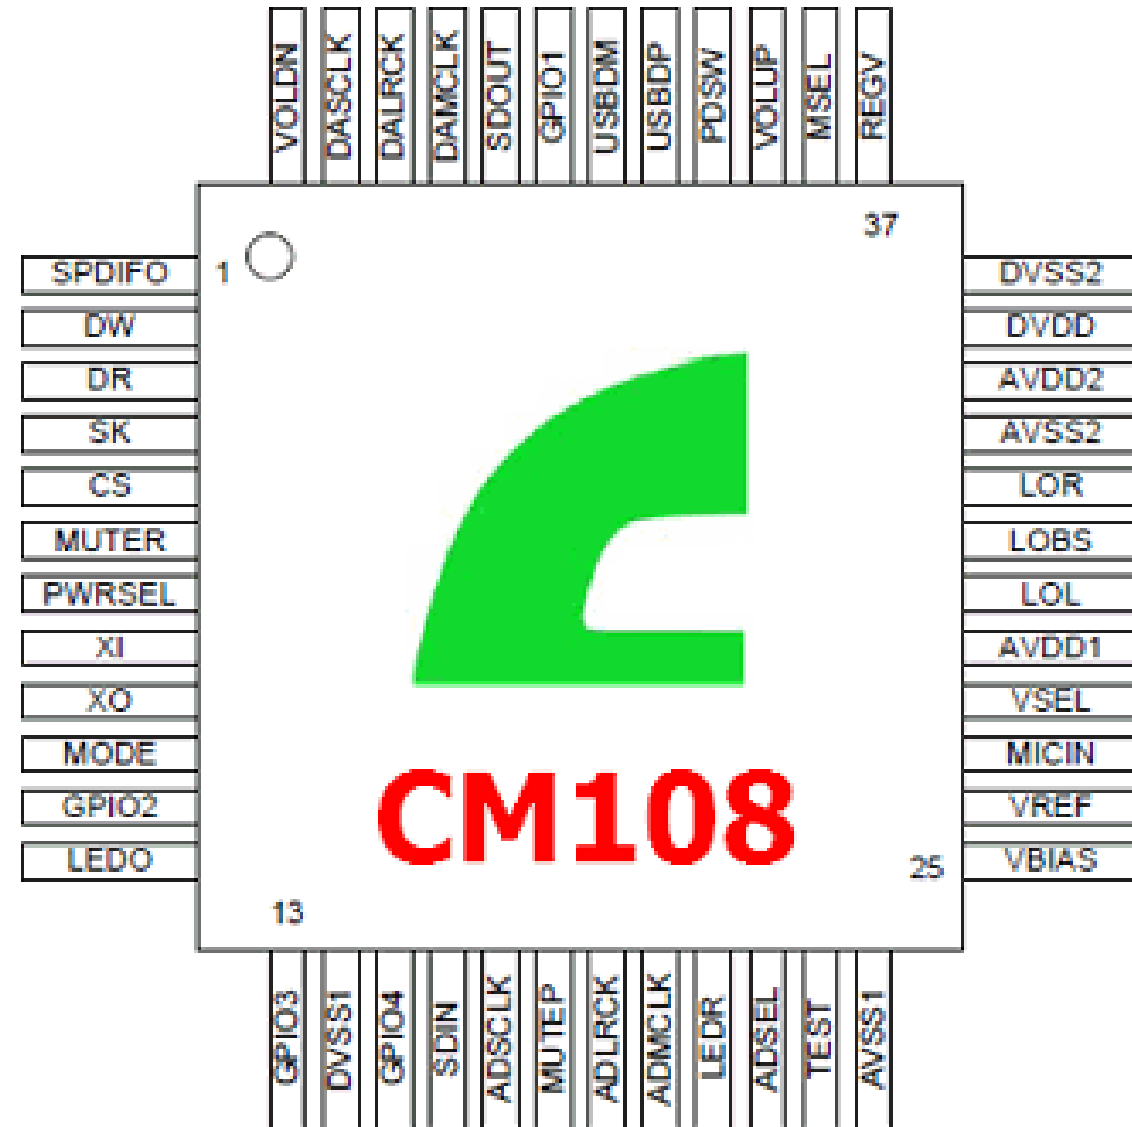 VOLDN
DASCLK
DALRCK
DAMCLK
SDOUT
GPIO1
USBDM
USBDP
PDSW
VOLUP
MSEL
REGV
37
SPDIFO
1
DVSS2
DW
DVDD
DR
AVDD2
SK
AVSS2
CS
LOR
MUTER
LOBS
PWRSEL
LOL
XI
AVDD1
XO
VSEL
MODE
MICIN
GPIO2
VREF
LEDO
VBIAS
CM108
25
13
GPIO3
DVSS1
GPIO4
SDIN
ADSCLK
MUTEP
ADLRCK
ADMCLK
LEDR
ADSEL
TEST
AVSS1